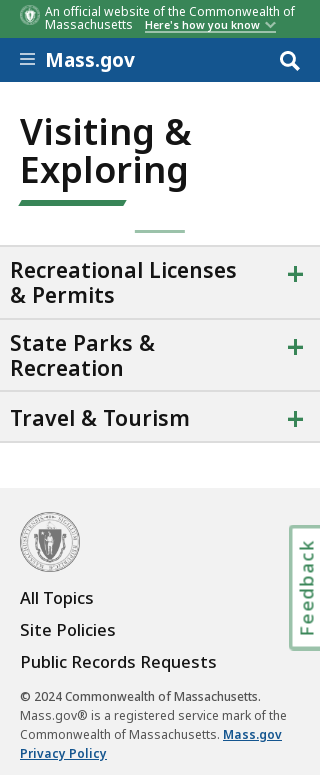 An official website of the Commonwealth of
Massachusetts Here's how you know
Mass.gov
Visiting &
Exploring
Recreational Licenses
& Permits
State Parks &
Recreation
Travel & Tourism
Feedback
All Topics
Site Policies
Public Records Requests
© 2024 Commonwealth of Massachusetts.
Mass.gov® is a registered service mark of the
Commonwealth of Massachusetts. Mass.gov
Privacy Policy